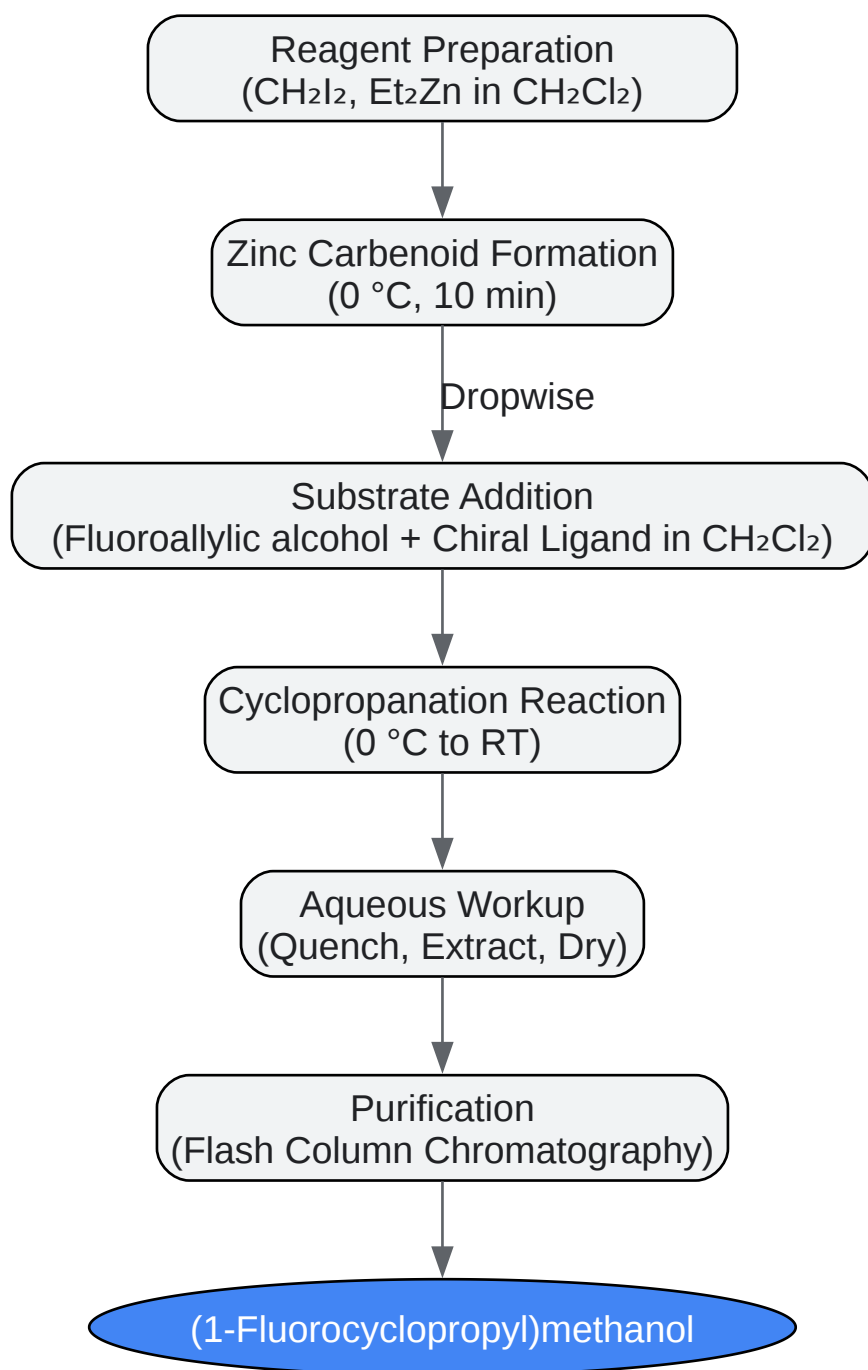 Reagent Preparation
(CH₂I₂, Et₂Zn in CH₂Cl₂)
Zinc Carbenoid Formation
(0 °C, 10 min)
Dropwise
Substrate Addition
(Fluoroallylic alcohol + Chiral Ligand in CH₂Cl₂)
Cyclopropanation Reaction
(0 °C to RT)
Aqueous Workup
(Quench, Extract, Dry)
Purification
(Flash Column Chromatography)
(1-Fluorocyclopropyl)methanol